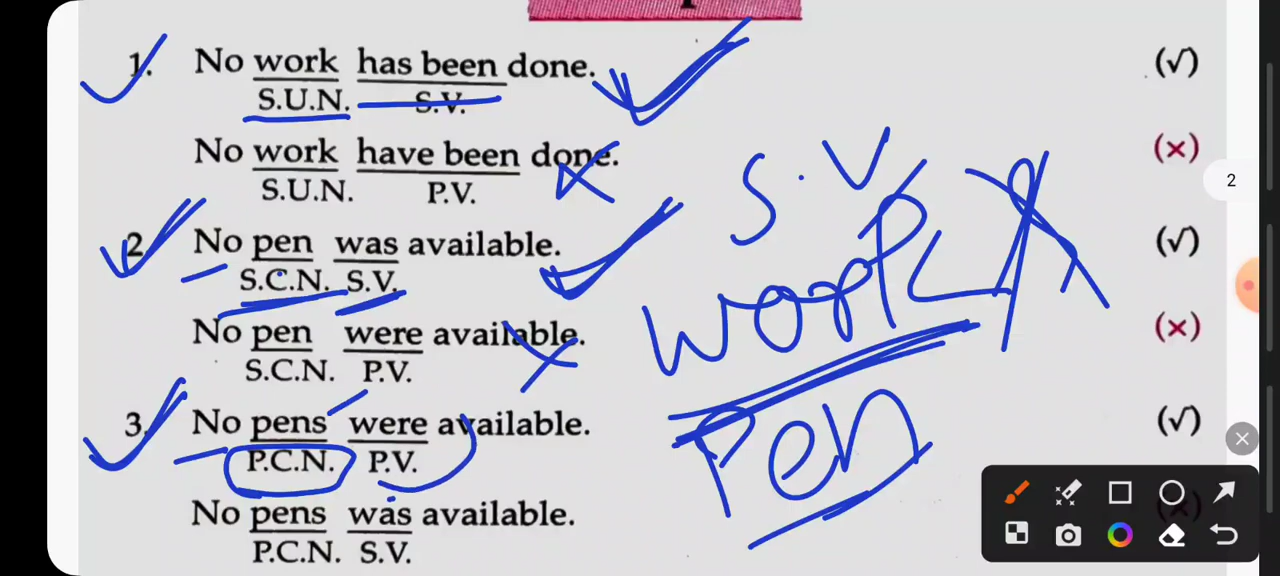 1. No work has been done. (√)
S.U.N. S.V.
No work have been done. (×)
S.U.N. P.V.
2. No pen was available. (√)
S.C.N. S.V.
No pen were available. (×)
S.C.N. P.V.
3. No pens were available. (√)
P.C.N. P.V.
No pens was available.
P.C.N. S.V.
S.V
work
Pen
2